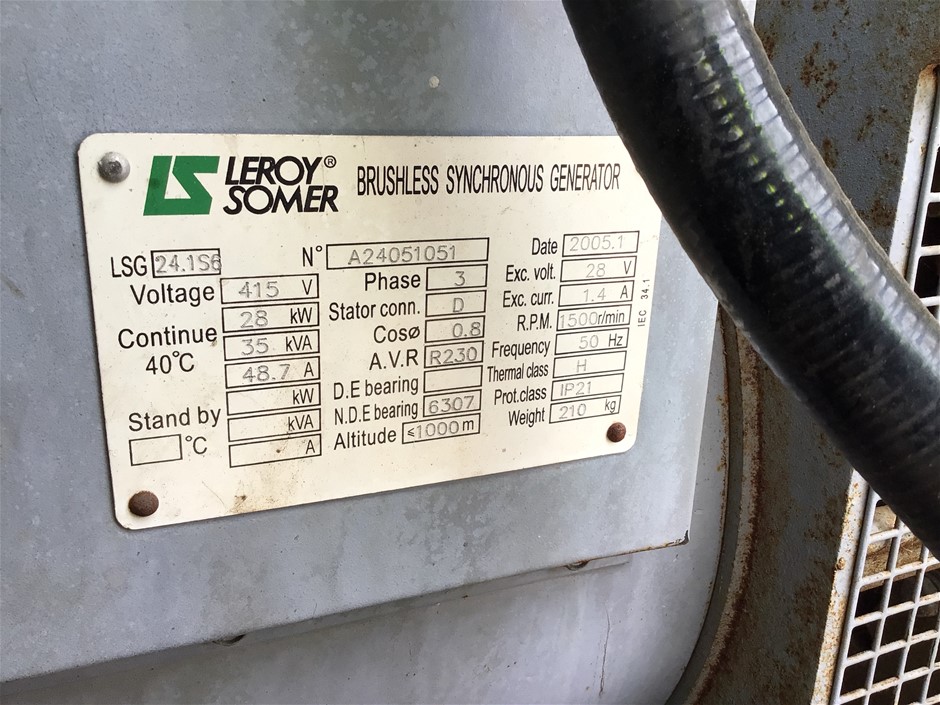 LS LEROY® SOMER BRUSHLESS SYNCHRONOUS GENERATOR
LSG 24.1S6 N° A24051051 Date 2005.1
Voltage 415 V Phase 3 Exc. volt. 28 V
Continue 40°C 28 kW Stator conn. D Exc. curr. 1.4 A
35 kVA Cosø 0.8 R.P.M. 1500r/min
48.7 A A.V.R R230 Frequency 50 Hz
Stand by °C kW D.E bearing Thermal class H
kVA N.D.E bearing 6307 Prot.class IP21
A Altitude ≤1000m Weight 210 kg
IEC 34.1